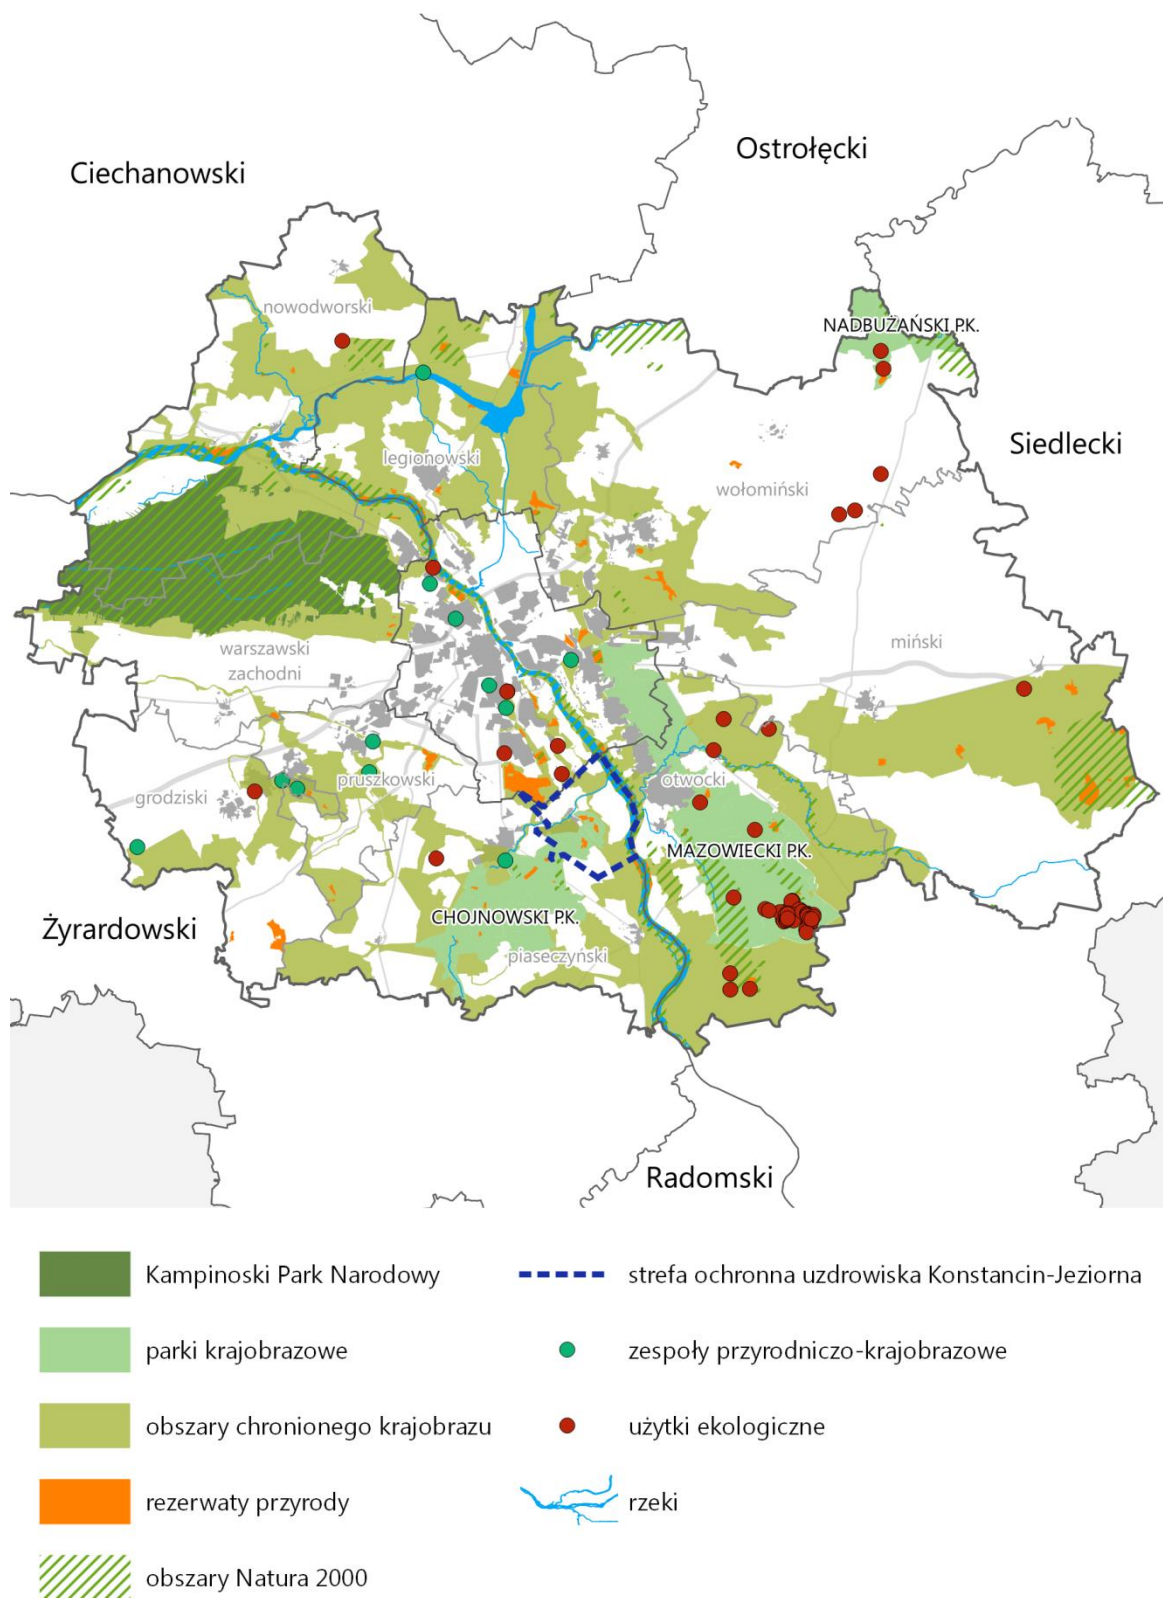 Ciechanowski
Ostrołęcki
nowodworski
NADBUŻAŃSKI P.K.
Siedlecki
legionowski
wołomiński
warszawski
zachodni
miński
grodziski
pruszkowski
otwocki
MAZOWIECKI P.K.
Żyrardowski
CHOJNOWSKI P.K.
piaseczyński
Radomski
Kampinoski Park Narodowy
strefa ochronna uzdrowiska Konstancin-Jeziorna
parki krajobrazowe
zespoły przyrodniczo-krajobrazowe
obszary chronionego krajobrazu
użytki ekologiczne
rezerwaty przyrody
rzeki
obszary Natura 2000